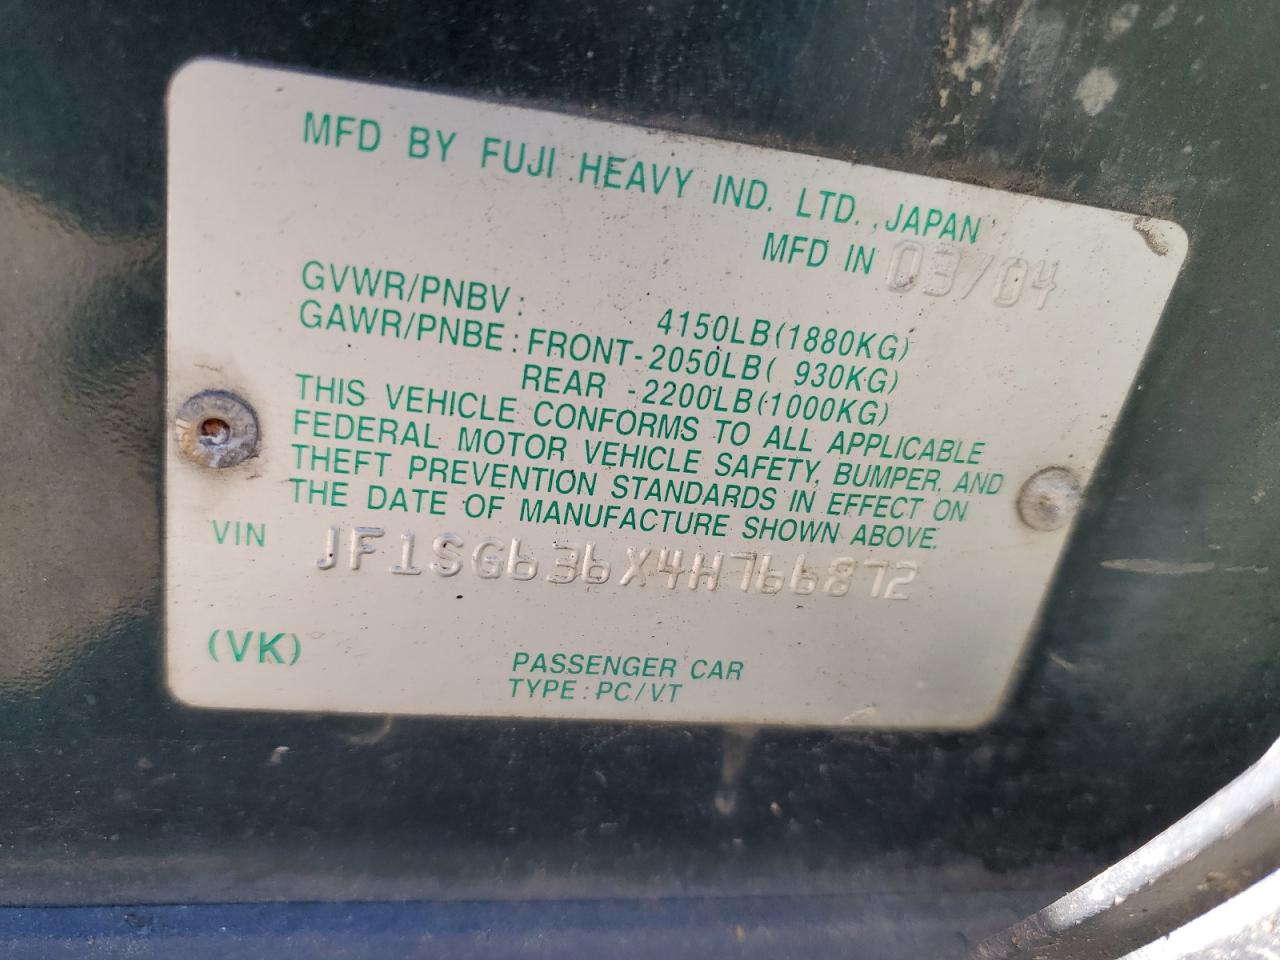 MFD BY FUJI HEAVY IND. LTD. ,JAPAN
MFD IN 03/04
GVWR/PNBV : 4150LB(1880KG)
GAWR/PNBE : FRONT-2050LB( 930KG)
REAR -2200LB(1000KG)
THIS VEHICLE CONFORMS TO ALL APPLICABLE
FEDERAL MOTOR VEHICLE SAFETY, BUMPER, AND
THEFT PREVENTION STANDARDS IN EFFECT ON
THE DATE OF MANUFACTURE SHOWN ABOVE.
VIN JF1SG636X4H766872
(VK) PASSENGER CAR
TYPE : PC/VT